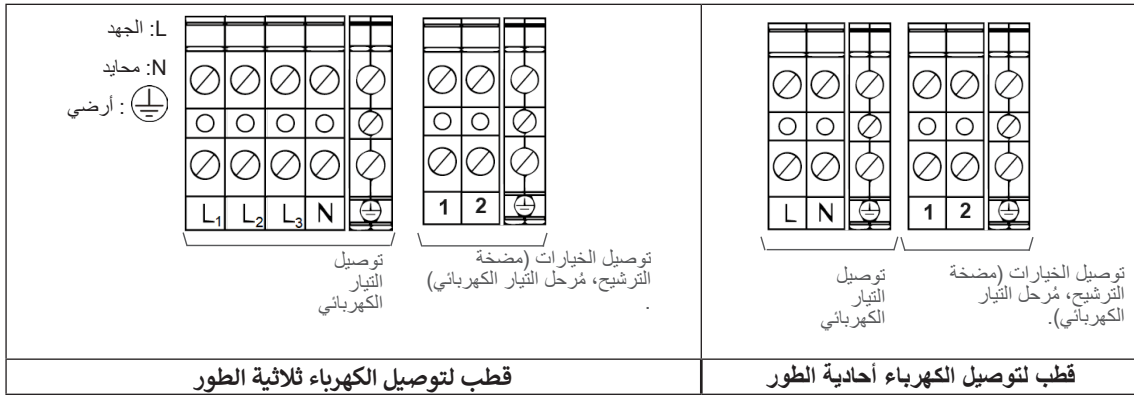 L: الجهد
N: محايد
: أرضي
L N
1 2
توصيل الخيارات (مضخة
الترشيح، مُرحل التيار
الكهربائي).
توصيل
التيار
الكهربائي
L1 L2 L3 N
1 2
توصيل الخيارات (مضخة
الترشيح، مُرحل التيار الكهربائي)
.
توصيل
التيار
الكهربائي
قطب لتوصيل الكهرباء أحادية الطور
قطب لتوصيل الكهرباء ثلاثية الطور